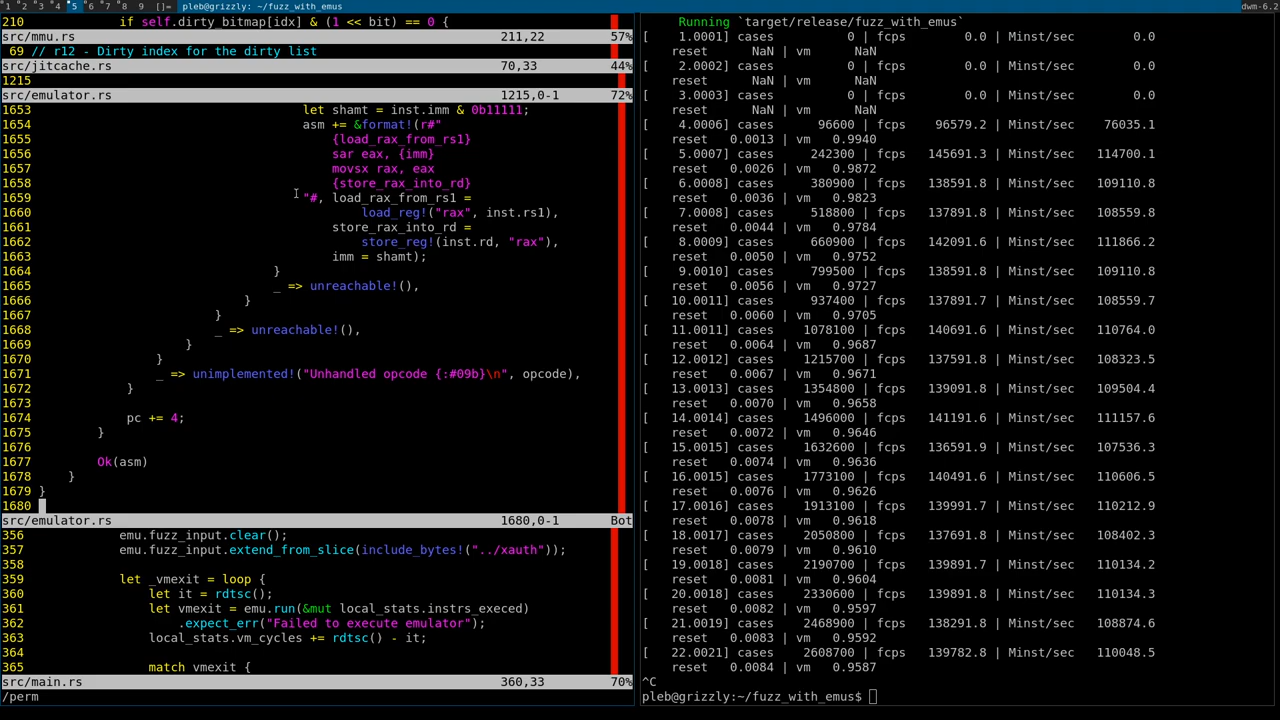 1 2 3 4 5 6 7 8 9 []= pleb@grizzly: ~/fuzz_with_emus dwm-6.2
210 if self.dirty_bitmap[idx] & (1 << bit) == 0 {
src/mmu.rs 211,22 57%
69 // r12 - Dirty index for the dirty list
src/jitcache.rs 70,33 44%
1215
src/emulator.rs 1215,0-1 72%
1653 let shamt = inst.imm & 0b11111;
1654 asm += &format!(r#"
1655 {load_rax_from_rs1}
1656 sar eax, {imm}
1657 movsx rax, eax
1658 {store_rax_into_rd}
1659 "#, load_rax_from_rs1 =
1660 load_reg!("rax", inst.rs1),
1661 store_rax_into_rd =
1662 store_reg!(inst.rd, "rax"),
1663 imm = shamt);
1664 }
1665 _ => unreachable!(),
1666 }
1667 }
1668 _ => unreachable!(),
1669 }
1670 }
1671 _ => unimplemented!("Unhandled opcode {:#09b}\n", opcode),
1672 }
1673
1674 pc += 4;
1675 }
1676
1677 Ok(asm)
1678 }
1679 }
1680
src/emulator.rs 1680,0-1 Bot
356 emu.fuzz_input.clear();
357 emu.fuzz_input.extend_from_slice(include_bytes!("../xauth"));
358
359 let _vmexit = loop {
360 let it = rdtsc();
361 let vmexit = emu.run(&mut local_stats.instrs_execed)
362 .expect_err("Failed to execute emulator");
363 local_stats.vm_cycles += rdtsc() - it;
364
365 match vmexit {
src/main.rs 360,33 70%
/perm
Running `target/release/fuzz_with_emus`
[ 1.0001] cases 0 | fcps 0.0 | Minst/sec 0.0
reset NaN | vm NaN
[ 2.0002] cases 0 | fcps 0.0 | Minst/sec 0.0
reset NaN | vm NaN
[ 3.0003] cases 0 | fcps 0.0 | Minst/sec 0.0
reset NaN | vm NaN
[ 4.0006] cases 96600 | fcps 96579.2 | Minst/sec 76035.1
reset 0.0013 | vm 0.9940
[ 5.0007] cases 242300 | fcps 145691.3 | Minst/sec 114700.1
reset 0.0026 | vm 0.9872
[ 6.0008] cases 380900 | fcps 138591.8 | Minst/sec 109110.8
reset 0.0036 | vm 0.9823
[ 7.0008] cases 518800 | fcps 137891.8 | Minst/sec 108559.8
reset 0.0044 | vm 0.9784
[ 8.0009] cases 660900 | fcps 142091.6 | Minst/sec 111866.2
reset 0.0050 | vm 0.9752
[ 9.0010] cases 799500 | fcps 138591.8 | Minst/sec 109110.8
reset 0.0056 | vm 0.9727
[ 10.0011] cases 937400 | fcps 137891.7 | Minst/sec 108559.7
reset 0.0060 | vm 0.9705
[ 11.0011] cases 1078100 | fcps 140691.6 | Minst/sec 110764.0
reset 0.0064 | vm 0.9687
[ 12.0012] cases 1215700 | fcps 137591.8 | Minst/sec 108323.5
reset 0.0067 | vm 0.9671
[ 13.0013] cases 1354800 | fcps 139091.8 | Minst/sec 109504.4
reset 0.0070 | vm 0.9658
[ 14.0014] cases 1496000 | fcps 141191.6 | Minst/sec 111157.6
reset 0.0072 | vm 0.9646
[ 15.0015] cases 1632600 | fcps 136591.9 | Minst/sec 107536.3
reset 0.0074 | vm 0.9636
[ 16.0015] cases 1773100 | fcps 140491.6 | Minst/sec 110606.5
reset 0.0076 | vm 0.9626
[ 17.0016] cases 1913100 | fcps 139991.7 | Minst/sec 110212.9
reset 0.0078 | vm 0.9618
[ 18.0017] cases 2050800 | fcps 137691.8 | Minst/sec 108402.3
reset 0.0079 | vm 0.9610
[ 19.0018] cases 2190700 | fcps 139891.7 | Minst/sec 110134.2
reset 0.0081 | vm 0.9604
[ 20.0018] cases 2330600 | fcps 139891.8 | Minst/sec 110134.3
reset 0.0082 | vm 0.9597
[ 21.0019] cases 2468900 | fcps 138291.8 | Minst/sec 108874.6
reset 0.0083 | vm 0.9592
[ 22.0021] cases 2608700 | fcps 139782.8 | Minst/sec 110048.5
reset 0.0084 | vm 0.9587
^C
pleb@grizzly:~/fuzz_with_emus$